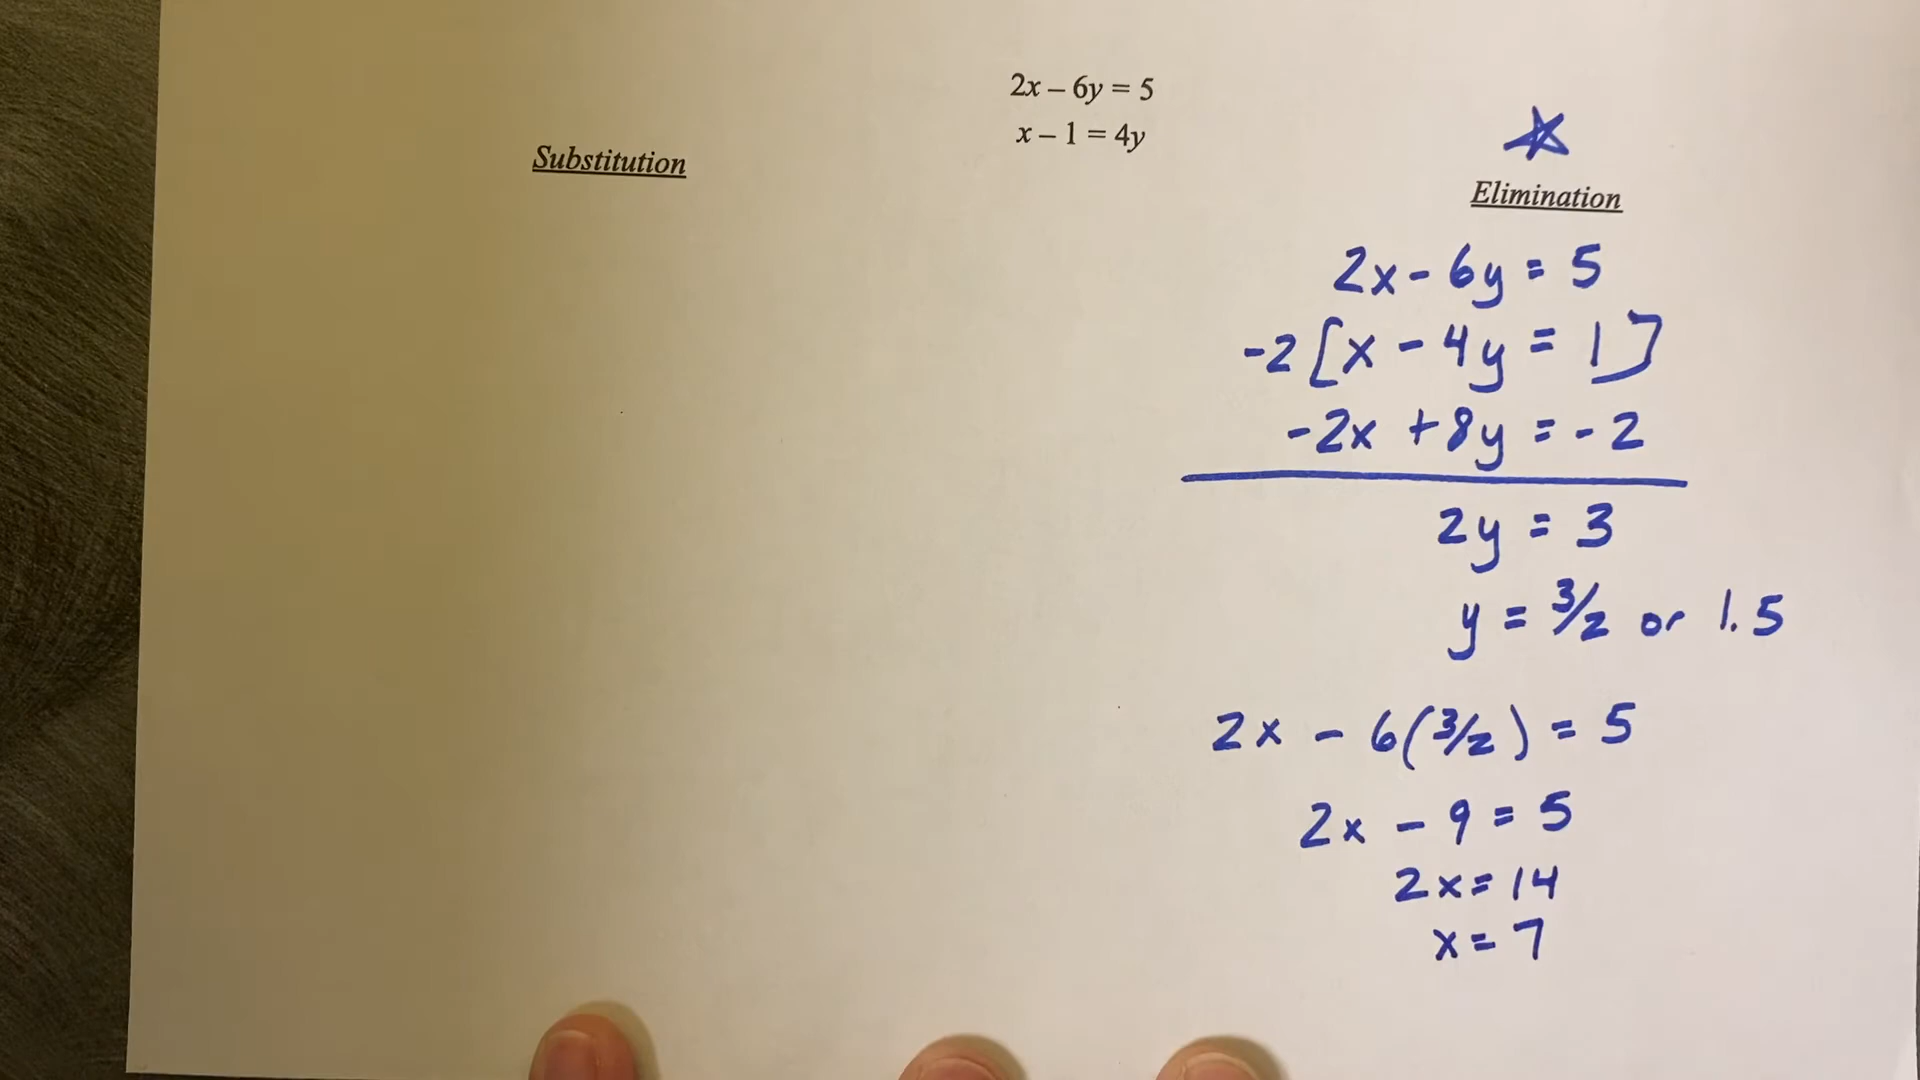 2x – 6y = 5
x – 1 = 4y
Substitution
Elimination
2x - 6y = 5
-2[x - 4y = 1]
-2x + 8y = -2
2y = 3
y = 3/2 or 1.5
2x - 6(3/2) = 5
2x - 9 = 5
2x = 14
x = 7